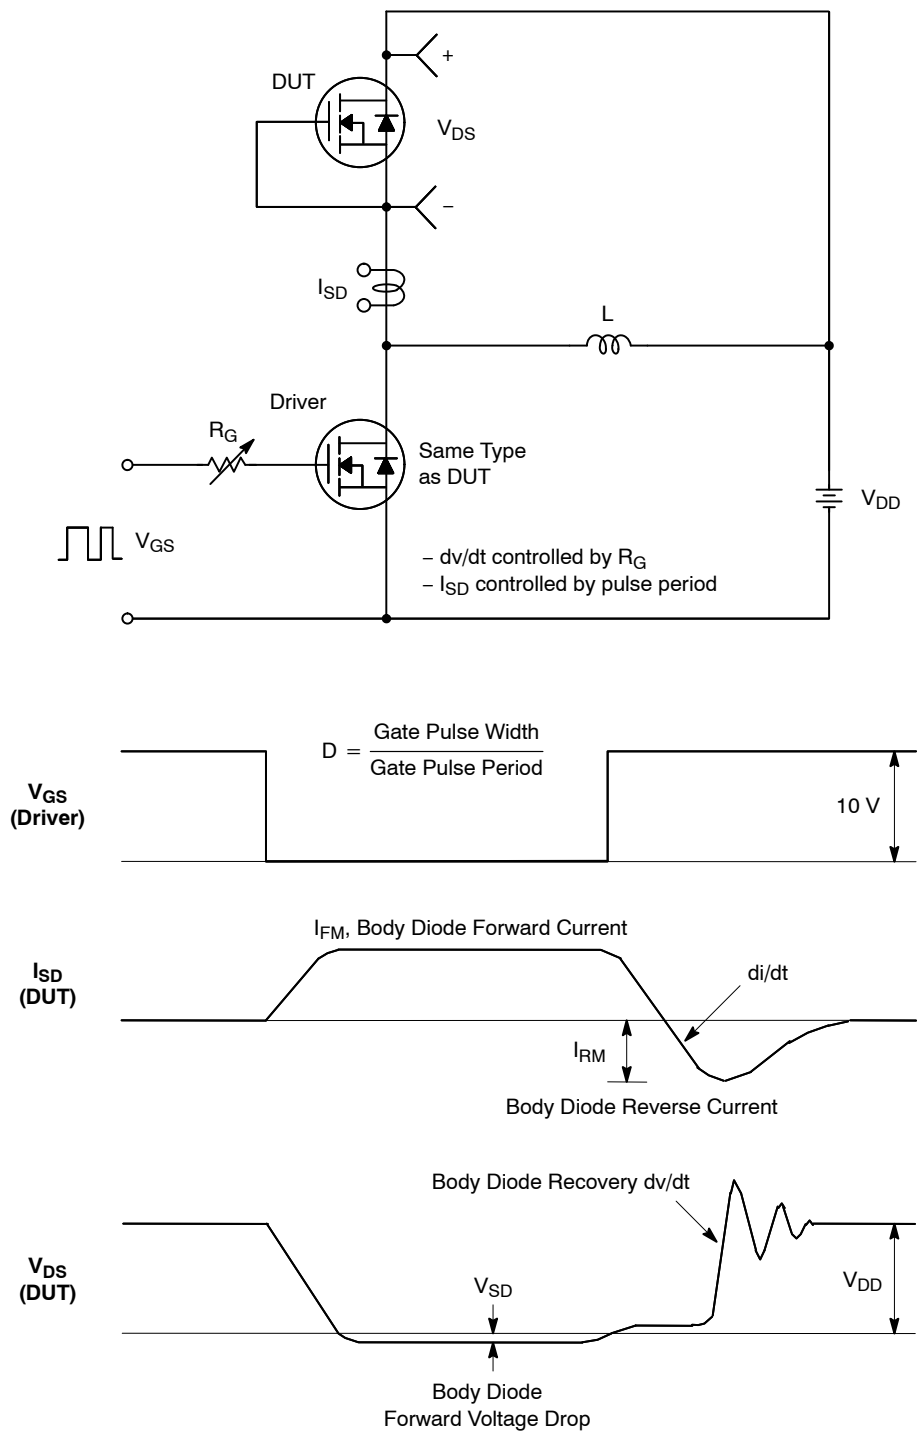 +
DUT
V_DS
−
I_SD
L
Driver
R_G
Same Type
as DUT
V_DD
V_GS
− dv/dt controlled by R_G
− I_SD controlled by pulse period
D = Gate Pulse Width
Gate Pulse Period
V_GS
(Driver)
10 V
I_FM, Body Diode Forward Current
I_SD
(DUT)
di/dt
I_RM
Body Diode Reverse Current
Body Diode Recovery dv/dt
V_DS
(DUT)
V_SD
V_DD
Body Diode
Forward Voltage Drop